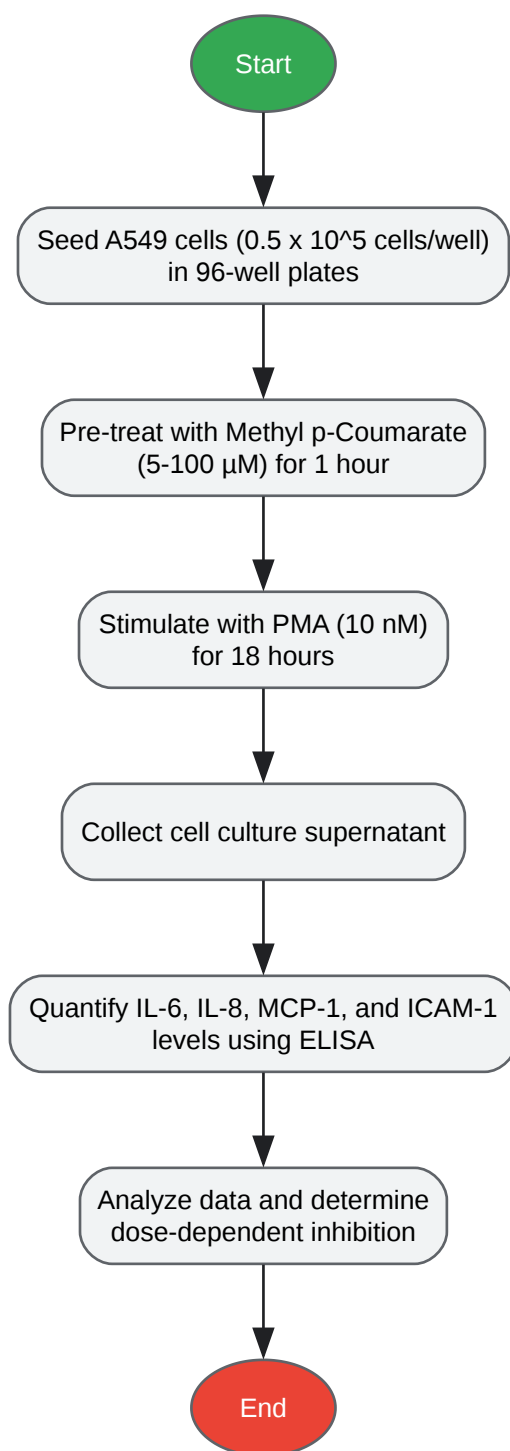 Start
Seed A549 cells (0.5 x 10^5 cells/well)
in 96-well plates
Pre-treat with Methyl p-Coumarate
(5-100 µM) for 1 hour
Stimulate with PMA (10 nM)
for 18 hours
Collect cell culture supernatant
Quantify IL-6, IL-8, MCP-1, and ICAM-1
levels using ELISA
Analyze data and determine
dose-dependent inhibition
End